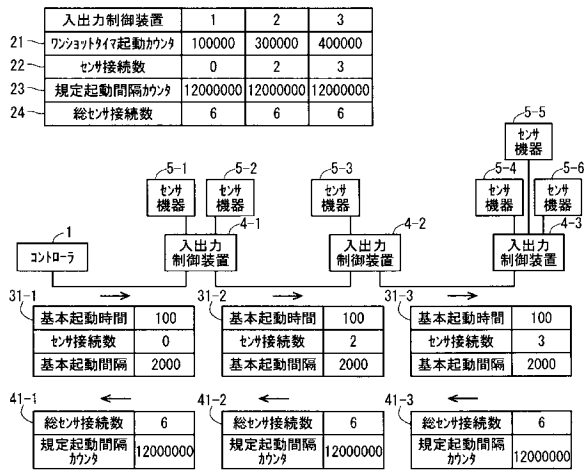 入出力制御装置 1 2 3
21 ワンショットタイマ起動カウンタ 100000 300000 400000
22 センサ接続数 0 2 3
23 規定起動間隔カウンタ 12000000 12000000 12000000
24 総センサ接続数 6 6 6
5-5
センサ機器
5-1 5-2 5-3 5-4 5-6
センサ機器 センサ機器 センサ機器 センサ機器 センサ機器
4-1 4-2 4-3
1
コントローラ
入出力制御装置 入出力制御装置 入出力制御装置
31-1 → 31-2 → 31-3 →
基本起動時間 100 基本起動時間 100 基本起動時間 100
センサ接続数 0 センサ接続数 2 センサ接続数 3
基本起動間隔 2000 基本起動間隔 2000 基本起動間隔 2000
41-1 ← 41-2 ← 41-3 ←
総センサ接続数 6 総センサ接続数 6 総センサ接続数 6
規定起動間隔カウンタ 12000000 規定起動間隔カウンタ 12000000 規定起動間隔カウンタ 12000000